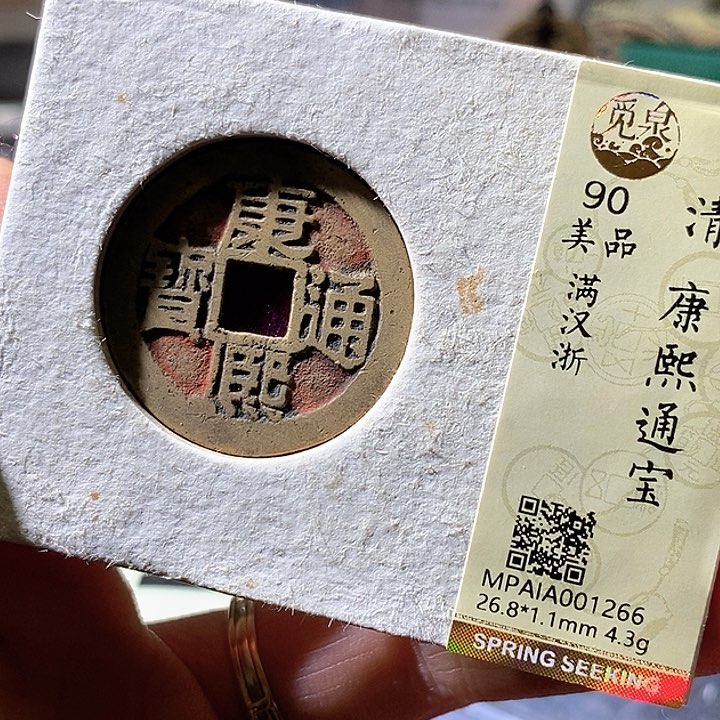 康熙通寶
觅泉
90
美品
满汉浙
清
康熙通宝
MPAIA001266
26.8*1.1mm 4.3g
SPRING SEEKING